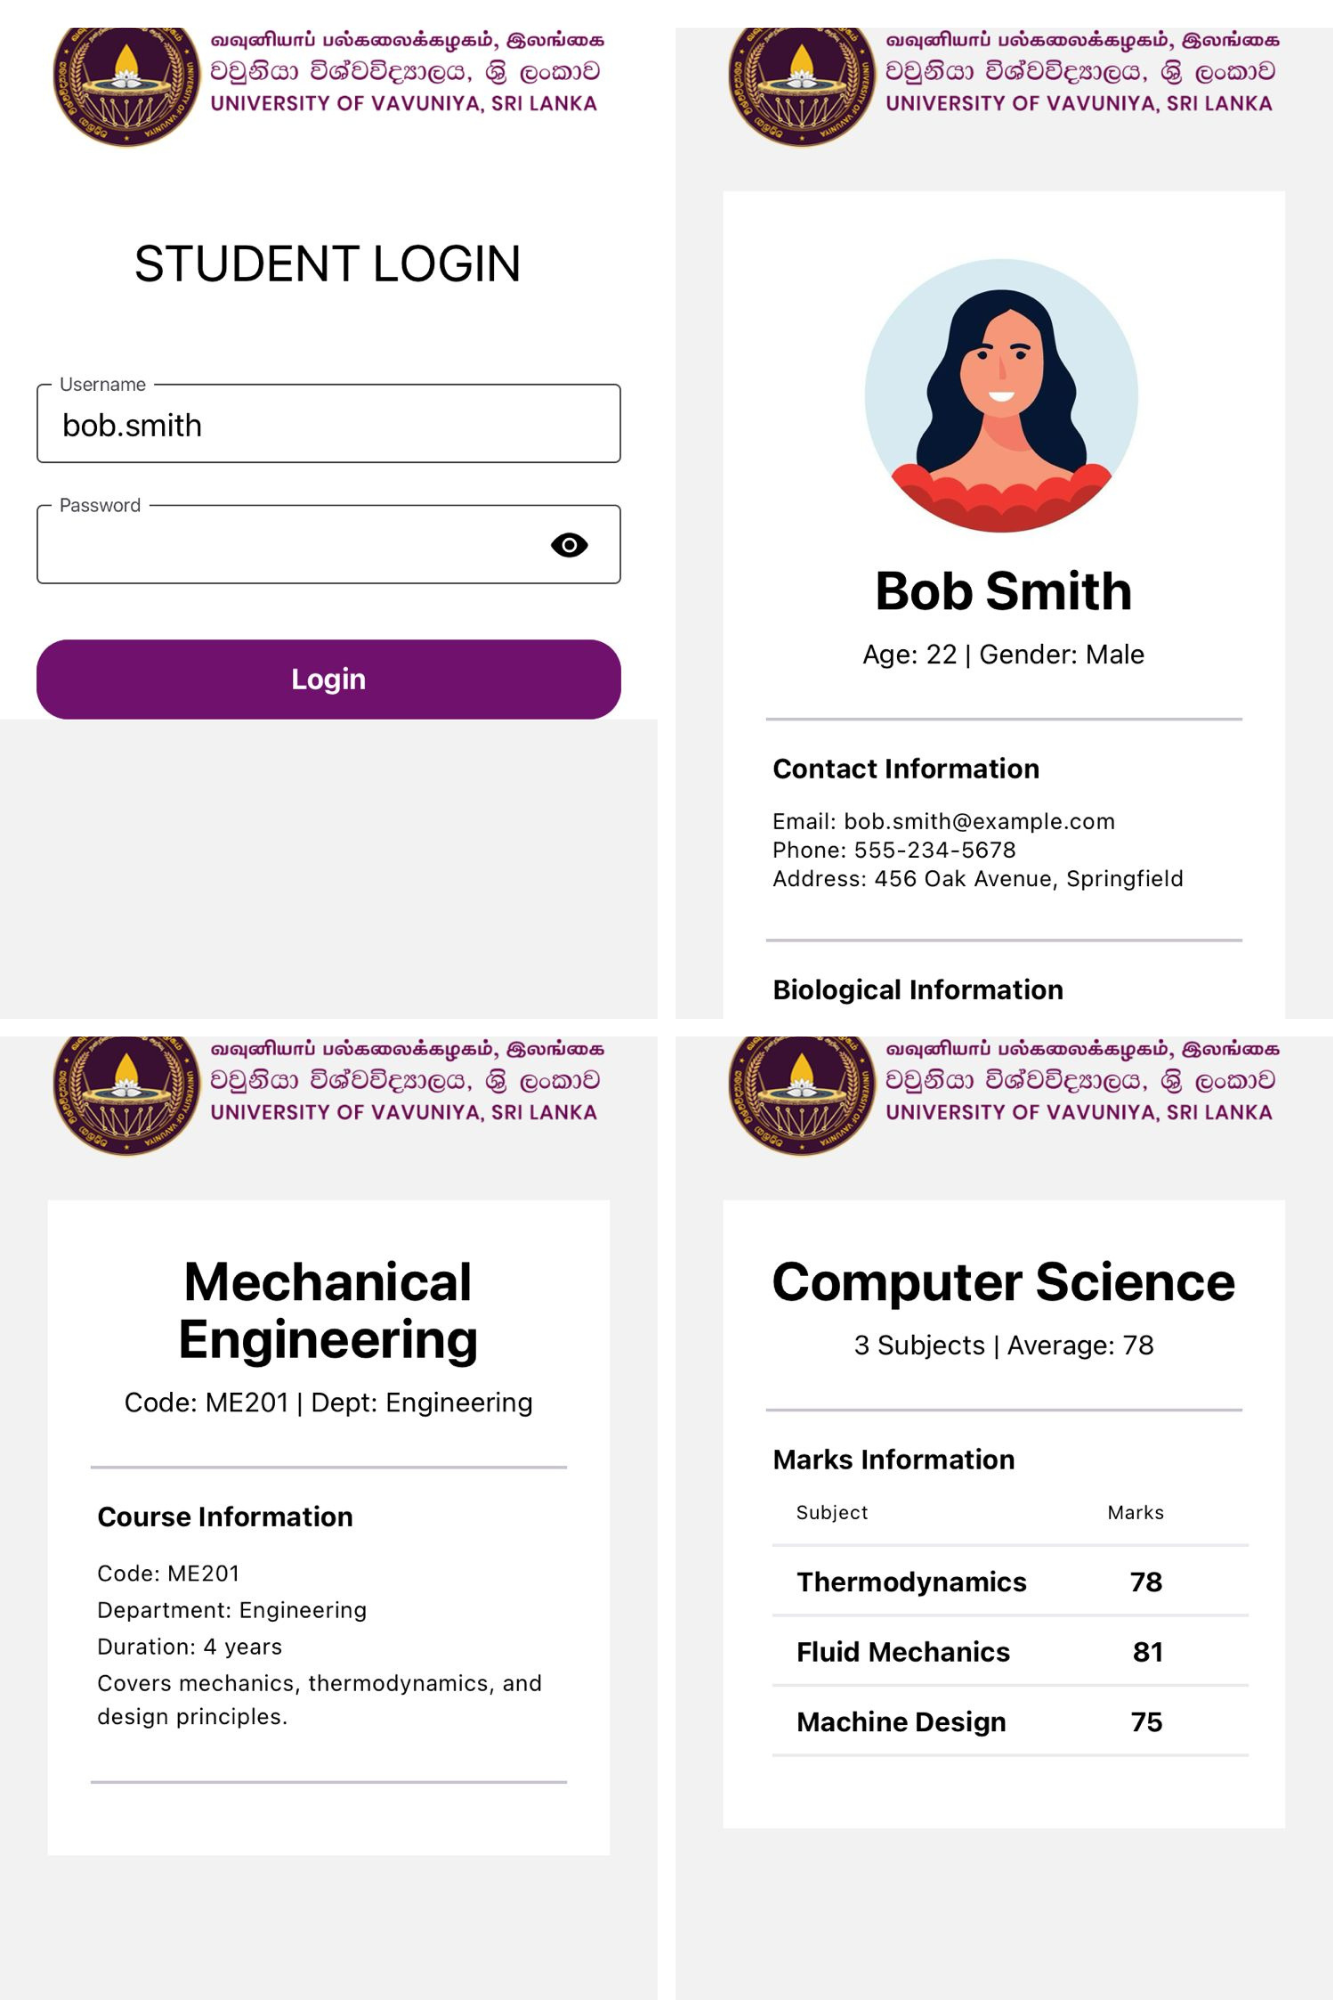 வவுனியாப் பல்கலைக்கழகம், இலங்கை
වවුනියා විශ්වවිද්‍යාලය, ශ්‍රී ලංකාව
UNIVERSITY OF VAVUNIYA, SRI LANKA
STUDENT LOGIN
Username
bob.smith
Password
Login
வவுனியாப் பல்கலைக்கழகம், இலங்கை
වවුනියා විශ්වවිද්‍යාලය, ශ්‍රී ලංකාව
UNIVERSITY OF VAVUNIYA, SRI LANKA
Bob Smith
Age: 22 | Gender: Male
Contact Information
Email: bob.smith@example.com
Phone: 555-234-5678
Address: 456 Oak Avenue, Springfield
Biological Information
வவுனியாப் பல்கலைக்கழகம், இலங்கை
වවුනියා විශ්වවිද්‍යාලය, ශ්‍රී ලංකාව
UNIVERSITY OF VAVUNIYA, SRI LANKA
Mechanical
Engineering
Code: ME201 | Dept: Engineering
Course Information
Code: ME201
Department: Engineering
Duration: 4 years
Covers mechanics, thermodynamics, and
design principles.
வவுனியாப் பல்கலைக்கழகம், இலங்கை
වවුනියා විශ්වවිද්‍යාලය, ශ්‍රී ලංකාව
UNIVERSITY OF VAVUNIYA, SRI LANKA
Computer Science
3 Subjects | Average: 78
Marks Information
Subject Marks
Thermodynamics 78
Fluid Mechanics 81
Machine Design 75